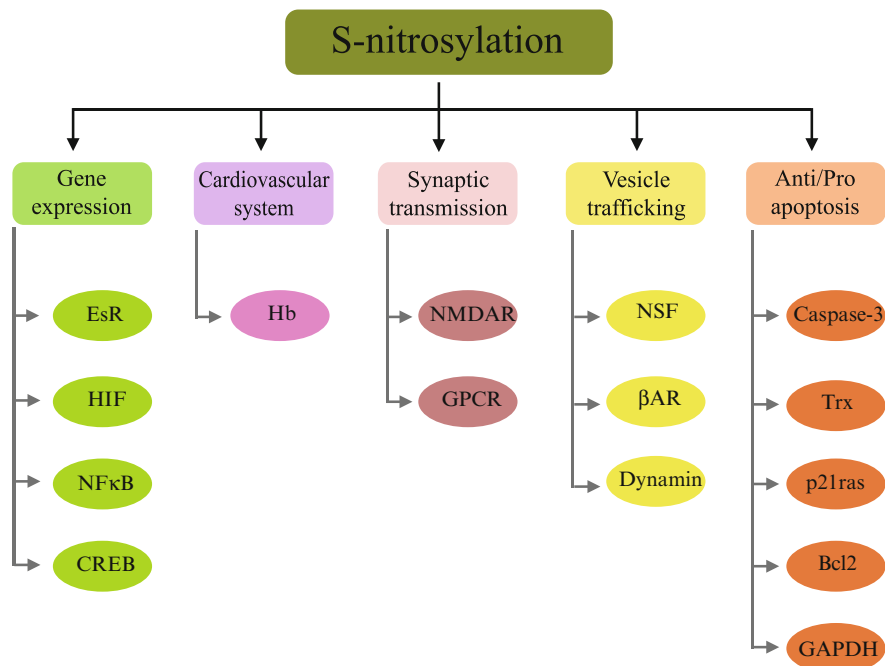 S-nitrosylation
Gene
expression
Cardiovascular
system
Synaptic
transmission
Vesicle
trafficking
Anti/Pro
apoptosis
EsR
HIF
NFκB
CREB
Hb
NMDAR
GPCR
NSF
βAR
Dynamin
Caspase-3
Trx
p21ras
Bcl2
GAPDH